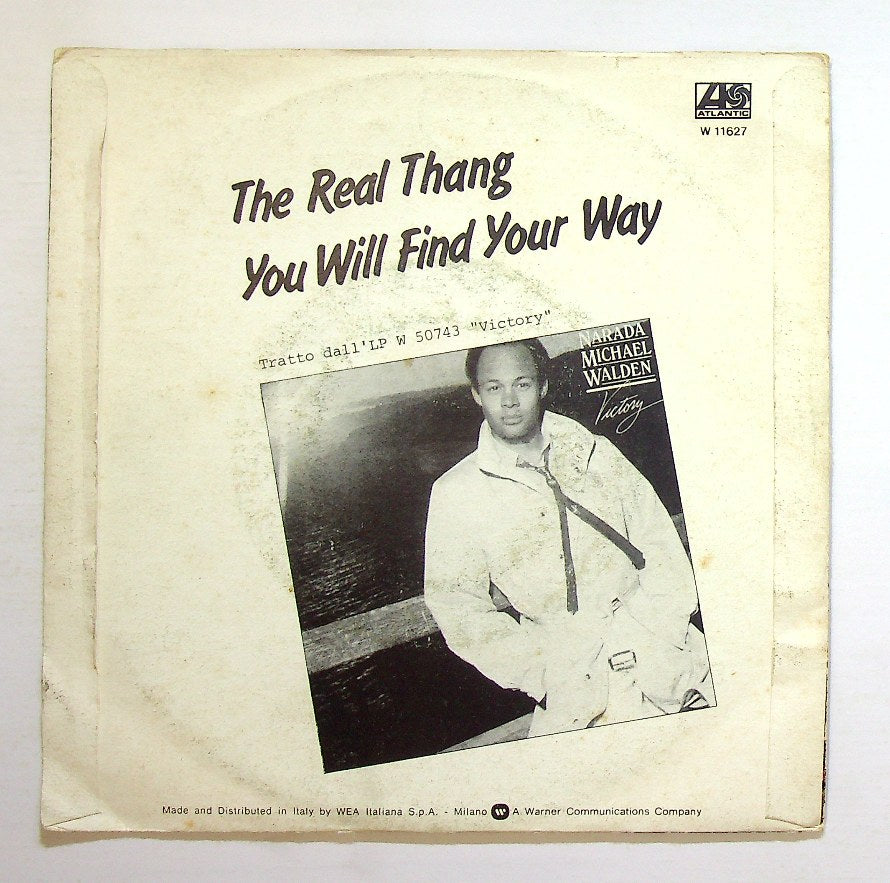 ATLANTIC
W 11627
The Real Thang
You Will Find Your Way
Tratto dall'LP W 50743 "Victory"
NARADA
MICHAEL
WALDEN
Victory
Made and Distributed in Italy by WEA Italiana S.p.A. - Milano W A Warner Communications Company